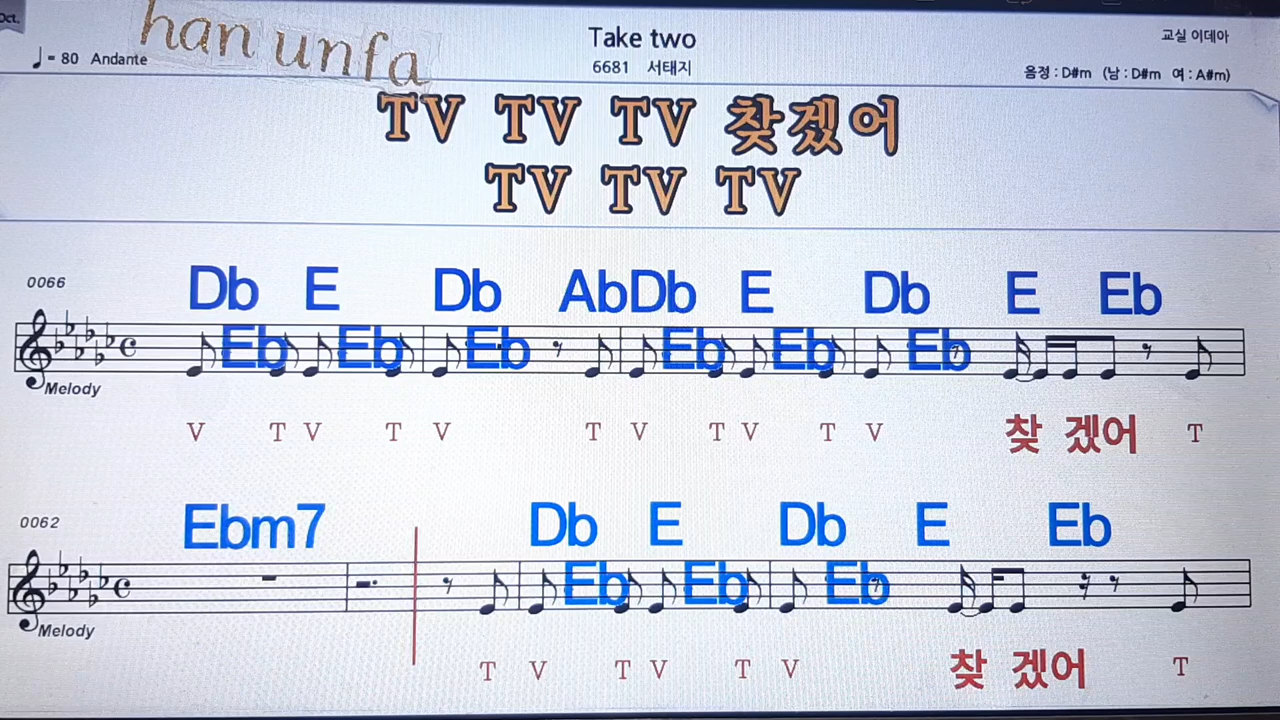 Oct.
han unfa
Take two
교실 이데아
♩= 80 Andante
6681 서태지
음정 : D#m (남 : D#m 여 : A#m)
TV TV TV 찾겠어
TV TV TV
0066
Db E Db Ab Db E Db E Eb
Eb Eb Eb Eb Eb Eb
Melody
V T V T V T V T V T V 찾 겠어 T
0062
Ebm7 Db E Db E Eb
Eb Eb Eb
Melody
T V T V T V 찾 겠어 T